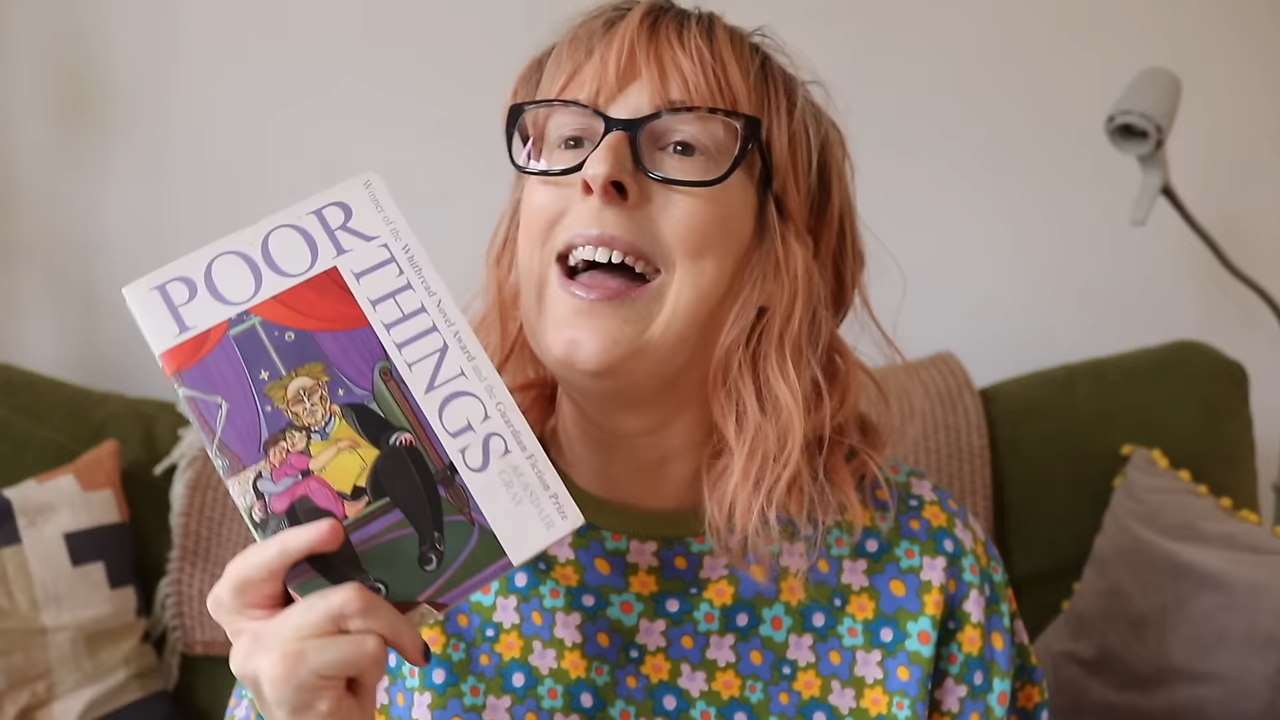 POOR
THINGS
Winner of the Whitbread Novel Award and the Guardian Fiction Prize
ALASDAIR
GRAY